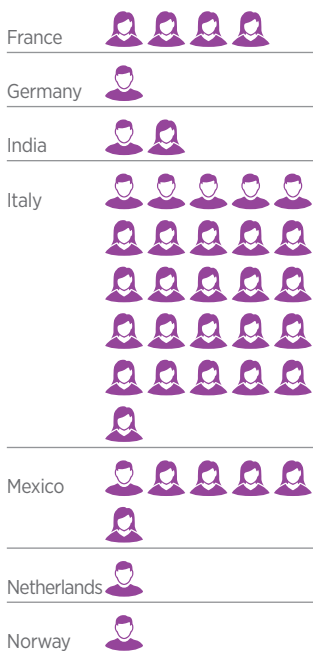 France
Germany
India
Italy
Mexico
Netherlands
Norway